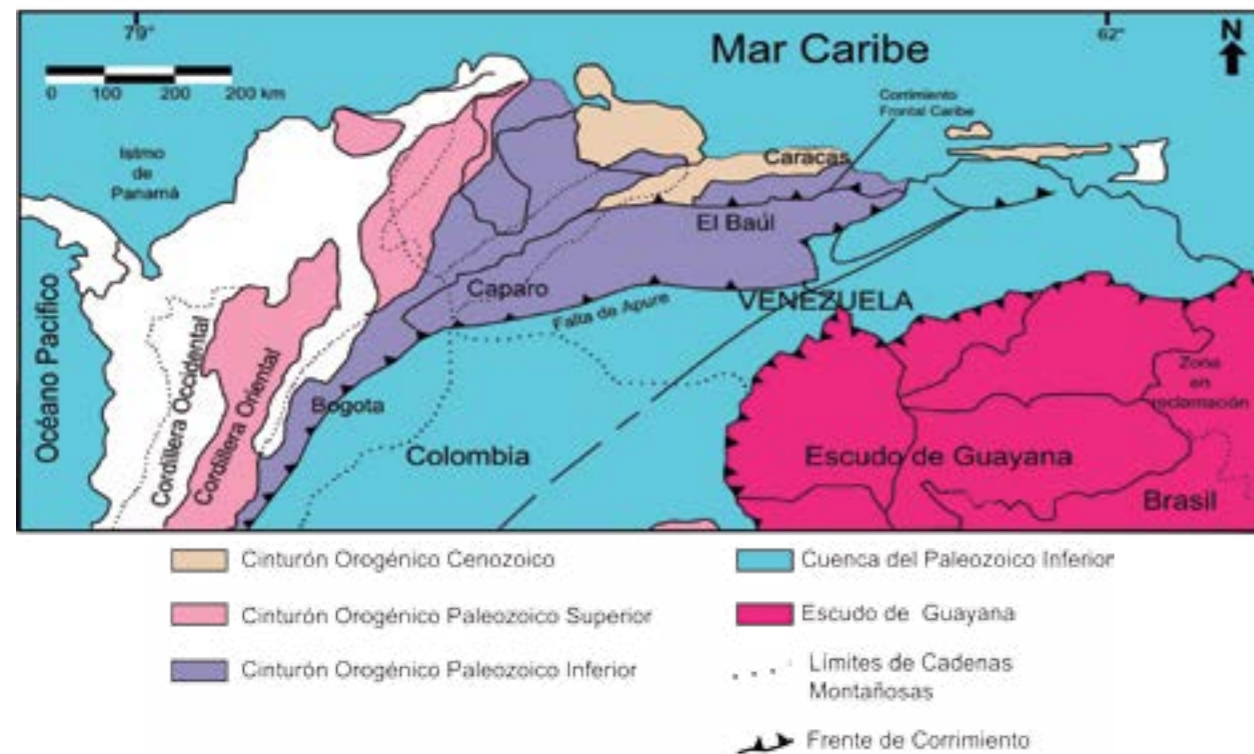 79°
62°
N
Mar Caribe
0 100 200 200 km
Corrimiento
Frontal Caribe
Istmo
de
Panamá
Caracas
El Baúl
Caparo
VENEZUELA
Falta de Apure
Océano Pacifico
Cordillera Occidental
Cordillera Oriental
Bogota
Colombia
Zona
en
reclamación
Escudo de Guayana
Brasil
Cinturón Orogénico Cenozoico
Cinturón Orogénico Paleozoico Superior
Cinturón Orogénico Paleozoico Inferior
Cuenca del Paleozoico Inferior
Escudo de Guayana
Límites de Cadenas
Montañosas
Frente de Corrimiento